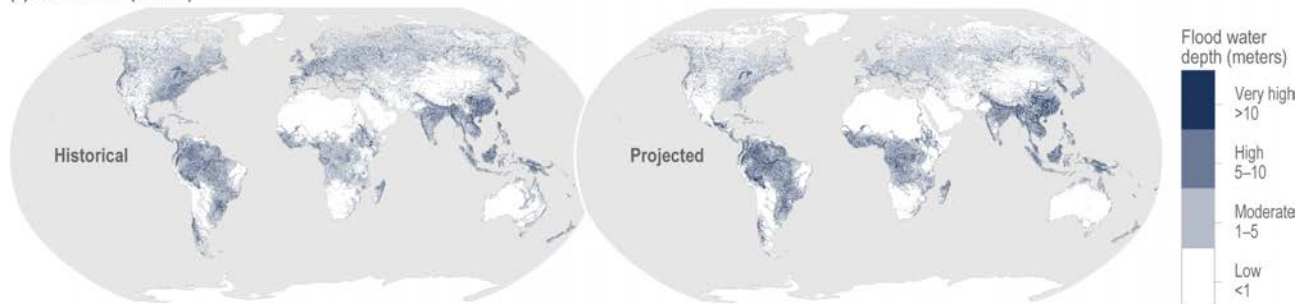 Historical
Projected
Flood water
depth (meters)
Very high
>10
High
5–10
Moderate
1–5
Low
<1